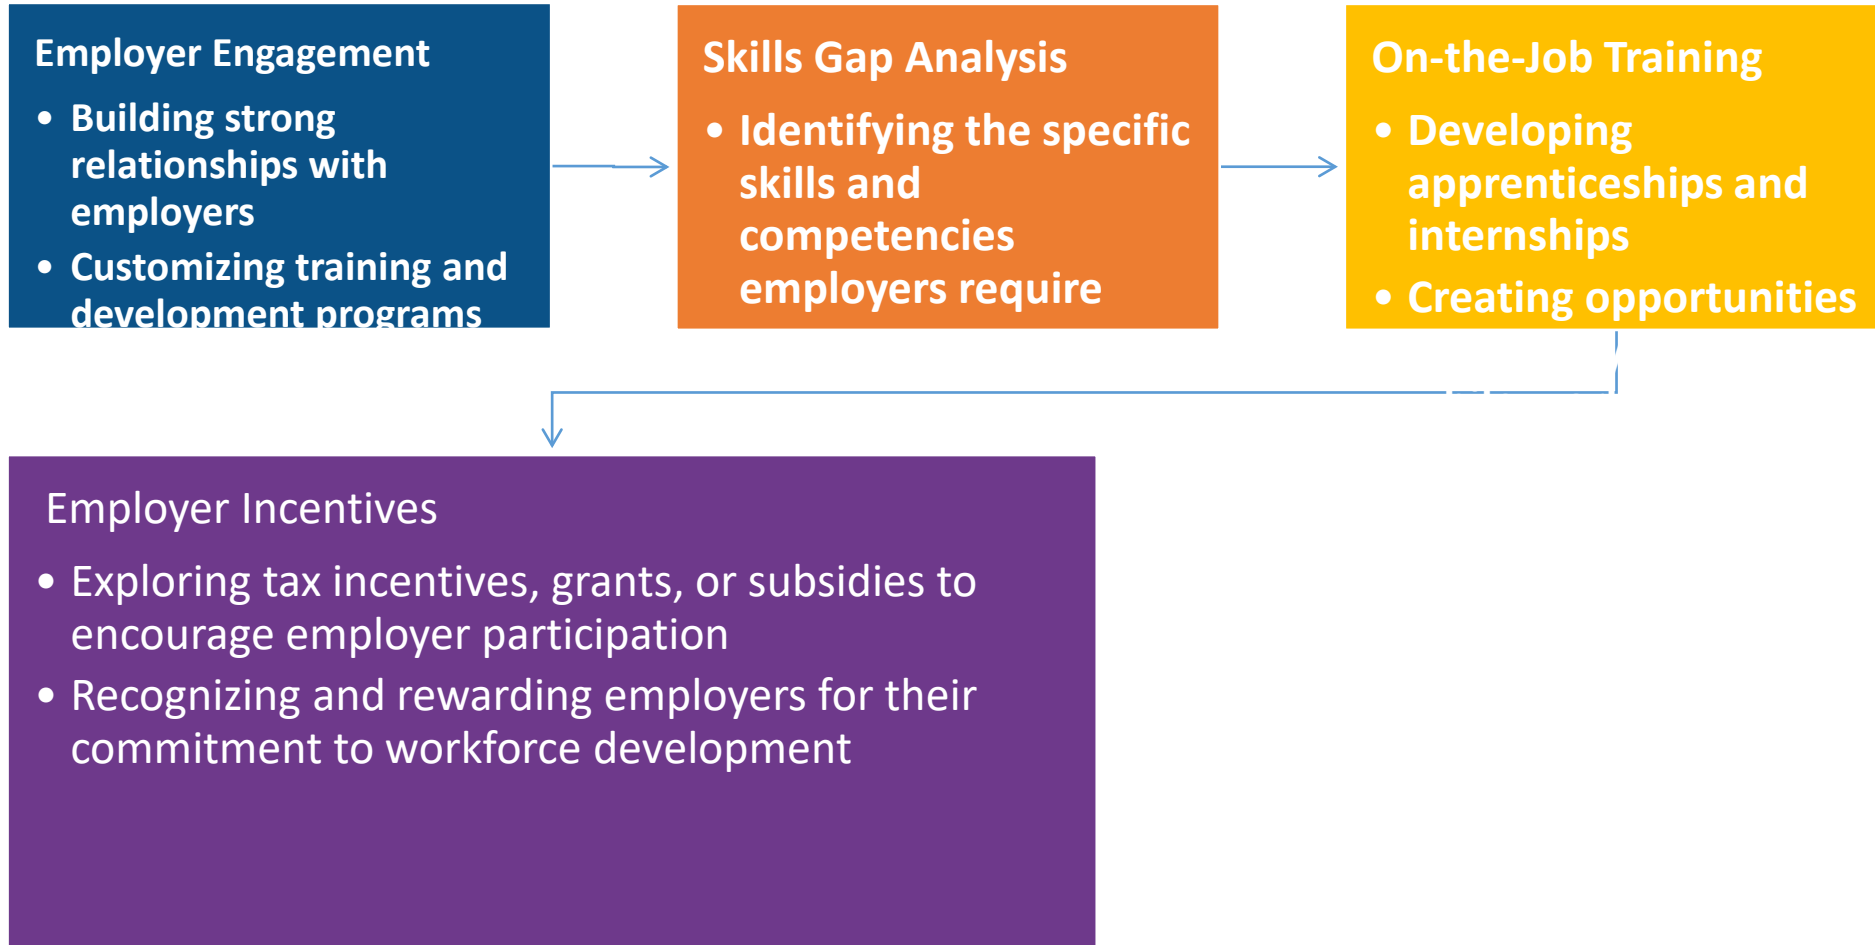 Employer Engagement
• Building strong
relationships with
employers
• Customizing training and
development programs
Skills Gap Analysis
• Identifying the specific
skills and
competencies
employers require
On-the-Job Training
• Developing
apprenticeships and
internships
• Creating opportunities
Employer Incentives
• Exploring tax incentives, grants, or subsidies to
encourage employer participation
• Recognizing and rewarding employers for their
commitment to workforce development